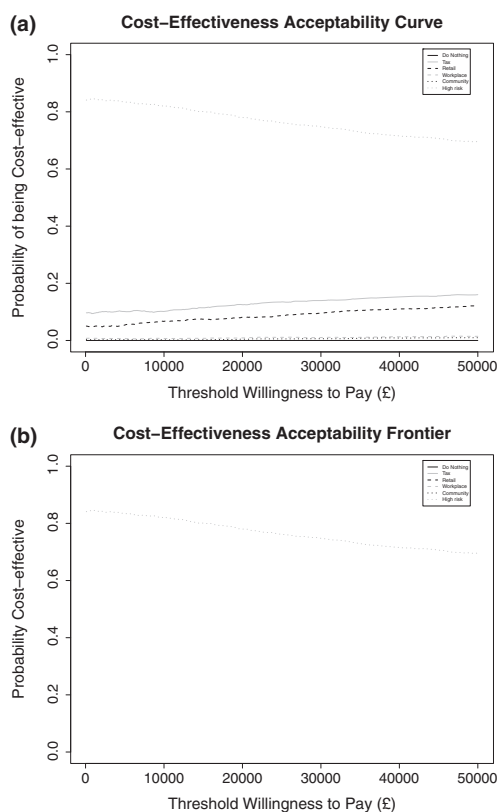 (a)
Cost–Effectiveness Acceptability Curve
Probability of being Cost–effective
1.0
0.8
0.6
0.4
0.2
0.0
Do Nothing
Tax
Retail
Workplace
Community
High risk
0 10000 20000 30000 40000 50000
Threshold Willingness to Pay (£)
(b)
Cost–Effectiveness Acceptability Frontier
Probability Cost–effective
1.0
0.8
0.6
0.4
0.2
0.0
Do Nothing
Tax
Retail
Workplace
Community
High risk
0 10000 20000 30000 40000 50000
Threshold Willingness to Pay (£)